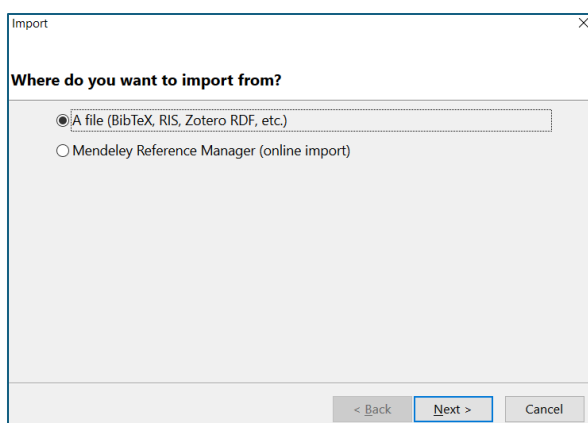 Import
Where do you want to import from?
A file (BibTeX, RIS, Zotero RDF, etc.)
Mendeley Reference Manager (online import)
< Back Next > Cancel